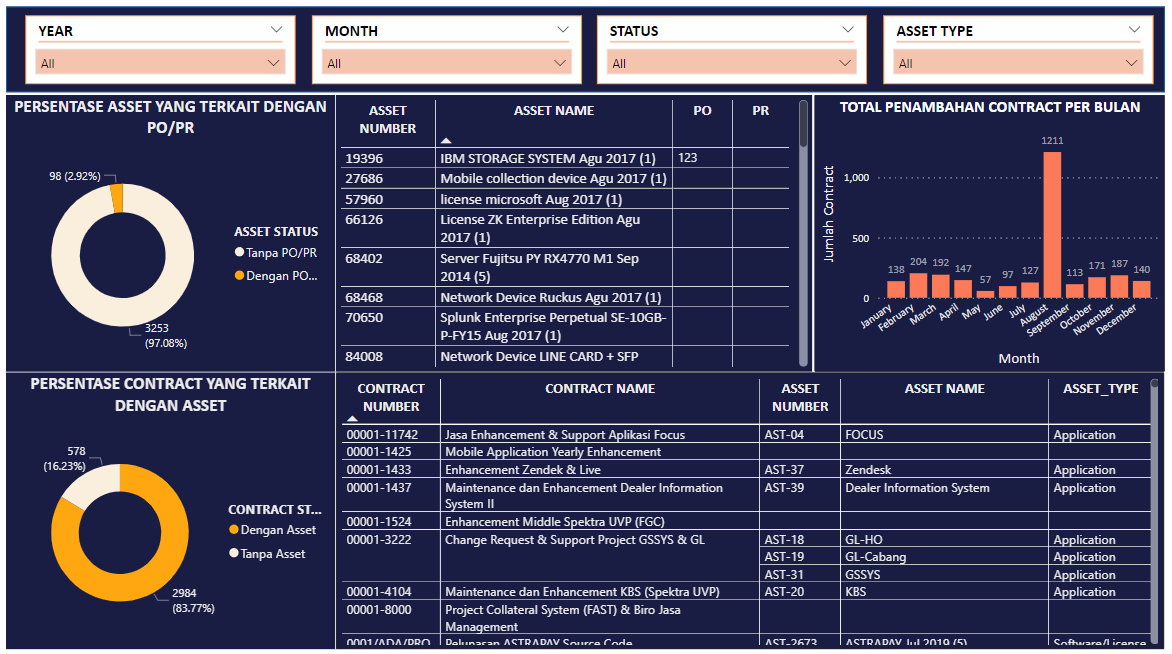 YEAR
All
MONTH
All
STATUS
All
ASSET TYPE
All
PERSENTASE ASSET YANG TERKAIT DENGAN
PO/PR
98 (2.92%)
3253
(97.08%)
ASSET STATUS
Tanpa PO/PR
Dengan PO...
ASSET
NUMBER
ASSET NAME
PO
PR
19396
IBM STORAGE SYSTEM Agu 2017 (1)
123
27686
Mobile collection device Agu 2017 (1)
57960
license microsoft Aug 2017 (1)
66126
License ZK Enterprise Edition Agu
2017 (1)
68402
Server Fujitsu PY RX4770 M1 Sep
2014 (5)
68468
Network Device Ruckus Agu 2017 (1)
70650
Splunk Enterprise Perpetual SE-10GB-
P-FY15 Aug 2017 (1)
84008
Network Device LINE CARD + SFP
TOTAL PENAMBAHAN CONTRACT PER BULAN
Jumlah Contract
1,000
500
0
138
204
192
147
57
97
127
1211
113
171
187
140
January
February
March
April
May
June
July
August
September
October
November
December
Month
PERSENTASE CONTRACT YANG TERKAIT
DENGAN ASSET
578
(16.23%)
2984
(83.77%)
CONTRACT ST...
Dengan Asset
Tanpa Asset
CONTRACT
NUMBER
CONTRACT NAME
ASSET
NUMBER
ASSET NAME
ASSET_TYPE
00001-11742
Jasa Enhancement & Support Aplikasi Focus
AST-04
FOCUS
Application
00001-1425
Mobile Application Yearly Enhancement
00001-1433
Enhancement Zendek & Live
AST-37
Zendesk
Application
00001-1437
Maintenance dan Enhancement Dealer Information
System II
AST-39
Dealer Information System
Application
00001-1524
Enhancement Middle Spektra UVP (FGC)
00001-3222
Change Request & Support Project GSSYS & GL
AST-18
GL-HO
Application
AST-19
GL-Cabang
Application
AST-31
GSSYS
Application
00001-4104
Maintenance dan Enhancement KBS (Spektra UVP)
AST-20
KBS
Application
00001-8000
Project Collateral System (FAST) & Biro Jasa
Management
0001/ADA/PRO
Pelunasan ASTRAPAY Source Code
AST-2673
ASTRAPAY Jul 2019 (5)
Software/License